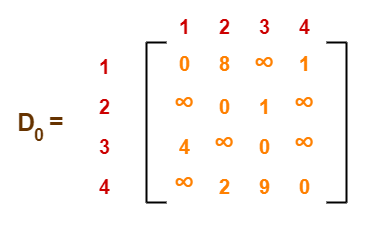 1 2 3 4
1 0 8 ∞ 1
2 ∞ 0 1 ∞
D₀ =
3 4 ∞ 0 ∞
4 ∞ 2 9 0